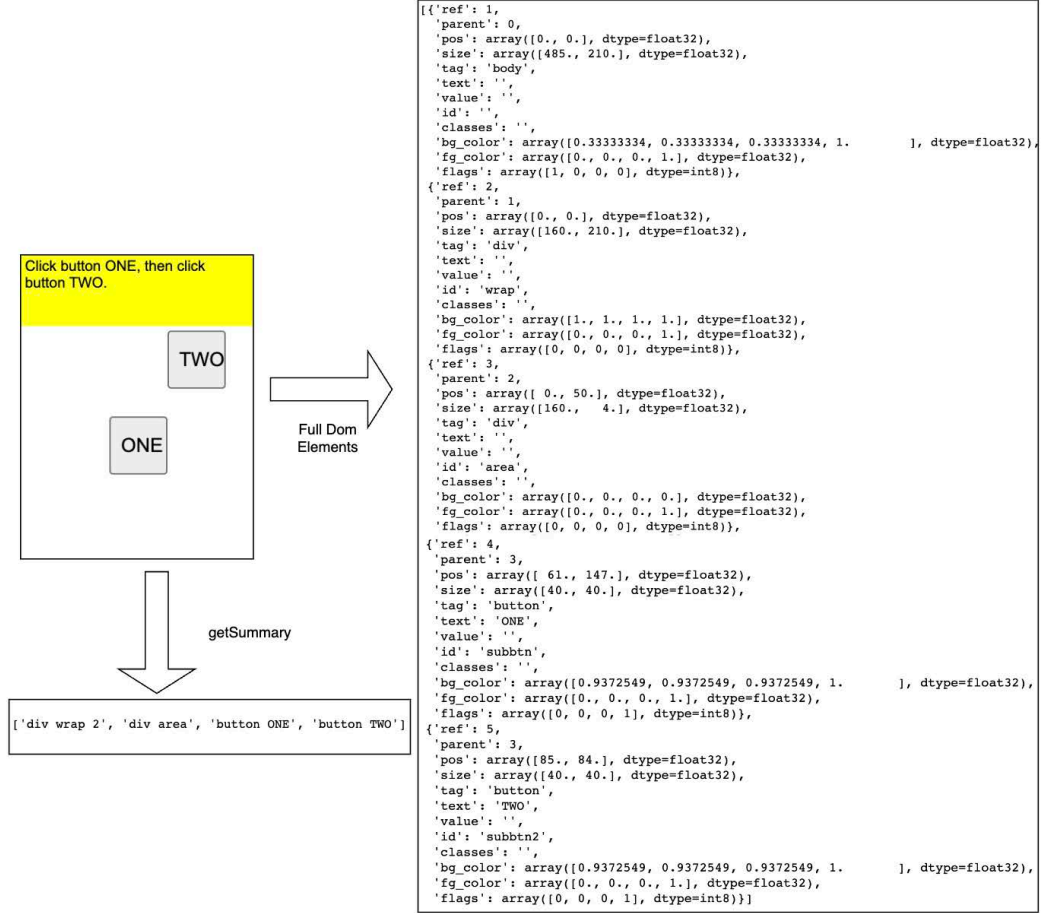 Click button ONE, then click
button TWO.
TWO
ONE
Full Dom
Elements
getSummary
['div wrap 2', 'div area', 'button ONE', 'button TWO']
[{'ref': 1,
'parent': 0,
'pos': array([0., 0.], dtype=float32),
'size': array([485., 210.], dtype=float32),
'tag': 'body',
'text': '',
'value': '',
'id': '',
'classes': '',
'bg_color': array([0.33333334, 0.33333334, 0.33333334, 1.        ], dtype=float32),
'fg_color': array([0., 0., 0., 1.], dtype=float32),
'flags': array([1, 0, 0, 0], dtype=int8)},
{'ref': 2,
'parent': 1,
'pos': array([0., 0.], dtype=float32),
'size': array([160., 210.], dtype=float32),
'tag': 'div',
'text': '',
'value': '',
'id': 'wrap',
'classes': '',
'bg_color': array([1., 1., 1., 1.], dtype=float32),
'fg_color': array([0., 0., 0., 1.], dtype=float32),
'flags': array([0, 0, 0, 0], dtype=int8)},
{'ref': 3,
'parent': 2,
'pos': array([ 0., 50.], dtype=float32),
'size': array([160.,   4.], dtype=float32),
'tag': 'div',
'text': '',
'value': '',
'id': 'area',
'classes': '',
'bg_color': array([0., 0., 0., 0.], dtype=float32),
'fg_color': array([0., 0., 0., 1.], dtype=float32),
'flags': array([0, 0, 0, 0], dtype=int8)},
{'ref': 4,
'parent': 3,
'pos': array([ 61., 147.], dtype=float32),
'size': array([40., 40.], dtype=float32),
'tag': 'button',
'text': 'ONE',
'value': '',
'id': 'subbtn',
'classes': '',
'bg_color': array([0.9372549, 0.9372549, 0.9372549, 1.        ], dtype=float32),
'fg_color': array([0., 0., 0., 1.], dtype=float32),
'flags': array([0, 0, 0, 1], dtype=int8)},
{'ref': 5,
'parent': 3,
'pos': array([85., 84.], dtype=float32),
'size': array([40., 40.], dtype=float32),
'tag': 'button',
'text': 'TWO',
'value': '',
'id': 'subbtn2',
'classes': '',
'bg_color': array([0.9372549, 0.9372549, 0.9372549, 1.        ], dtype=float32),
'fg_color': array([0., 0., 0., 1.], dtype=float32),
'flags': array([0, 0, 0, 1], dtype=int8)}]